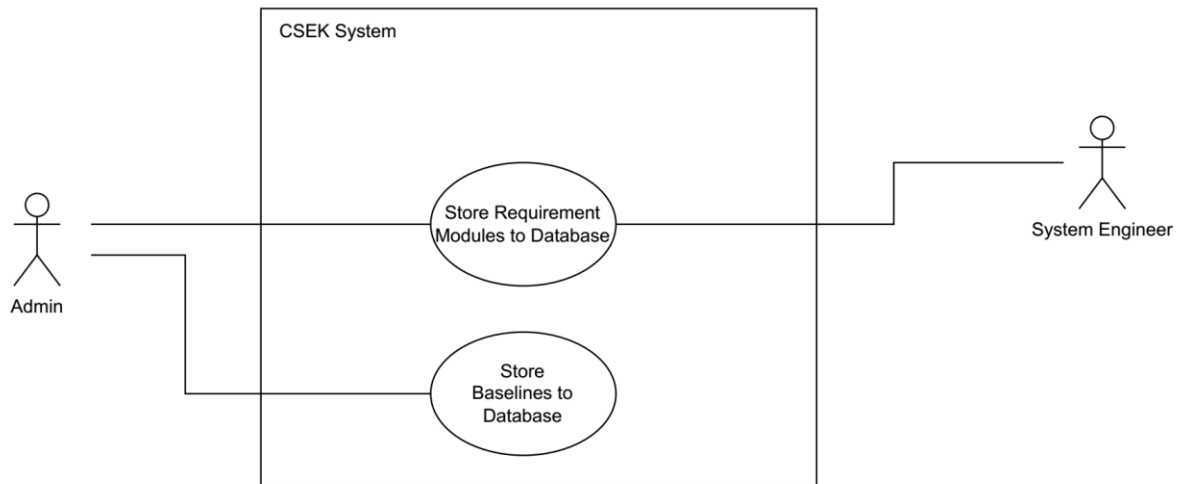 CSEK System
Store Requirement
Modules to Database
System Engineer
Admin
Store
Baselines to
Database